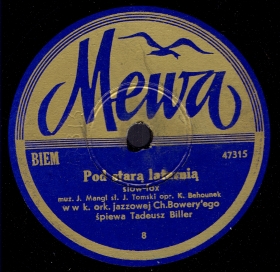 Mewa
BIEM
47315
Pod starą latarnią
slow-fox
muz. J. Mangl sł. J. Tomski opr. K. Behounek
w w k. ork. jazzowej Ch. Bowery'ego
śpiewa Tadeusz Biller
8